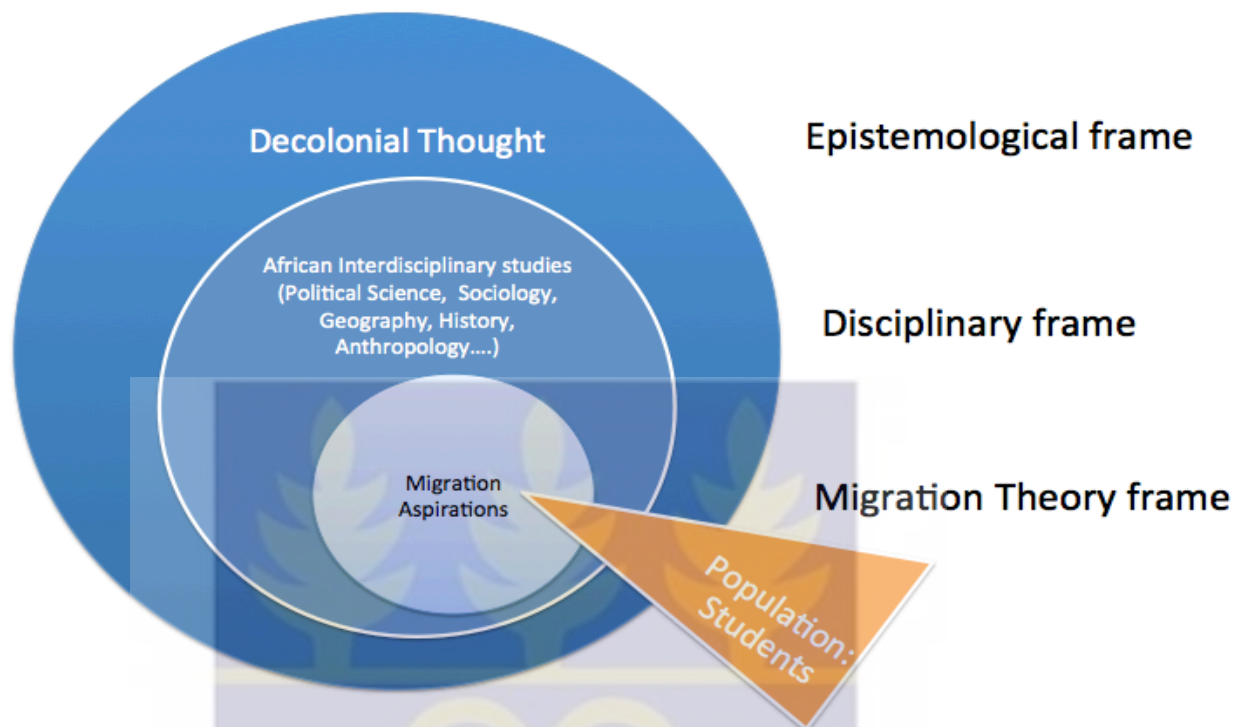 Decolonial Thought
Epistemological frame
African Interdisciplinary studies
(Political Science, Sociology,
Geography, History,
Anthropology....)
Disciplinary frame
Migration
Aspirations
Migration Theory frame
Population:
Students